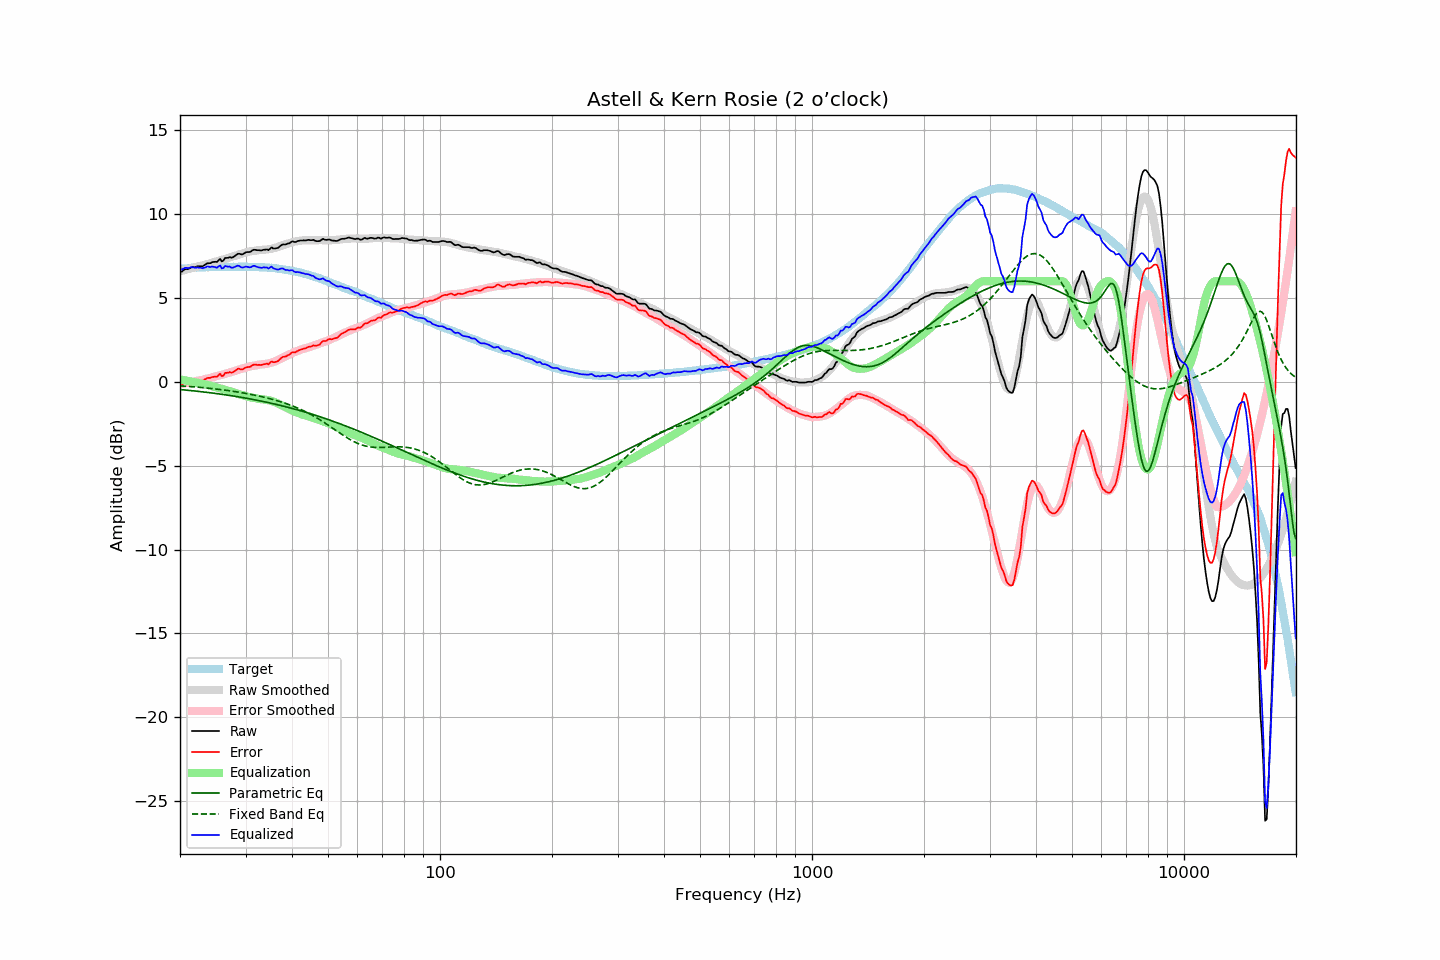 Astell & Kern Rosie (2 o’clock)
15
10
5
0
−5
−10
−15
−20
−25
Amplitude (dBr)
Target
Raw Smoothed
Error Smoothed
Raw
Error
Equalization
Parametric Eq
Fixed Band Eq
Equalized
100
1000
10000
Frequency (Hz)